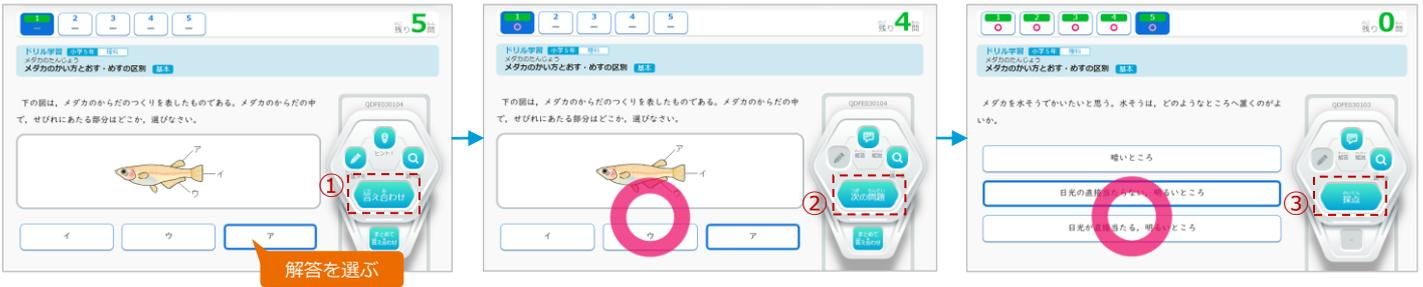 1 2 3 4 5
残り5問
ドリル学習 小学5年 理科
メダカのたんじょう
メダカのかい方とおす・めすの区別 基本
下の図は，メダカのからだのつくりを表したものである。メダカのからだの中
で，せびれにあたる部分はどこか，選びなさい。
ア
イ
ウ
イ ウ ア
QDFE030104
ヒント！
①
答え合わせ
まとめて
答え合わせ
解答を選ぶ
1 2 3 4 5
残り4問
ドリル学習 小学5年 理科
メダカのたんじょう
メダカのかい方とおす・めすの区別 基本
下の図は，メダカのからだのつくりを表したものである。メダカのからだの中
で，せびれにあたる部分はどこか，選びなさい。
ア
イ
ウ
イ ウ ア
QDFE030104
解答 解説
②
次の問題
まとめて
答え合わせ
1 2 3 4 5
残り0問
ドリル学習 小学5年 理科
メダカのたんじょう
メダカのかい方とおす・めすの区別 基本
メダカを水そうでかいたいと思う。水そうは，どのようなところへ置くのがよ
いか。
暗いところ
日光の直接当たらない，明るいところ
日光が直接当たる，明るいところ
QDFE030103
解答 解説
③
採点